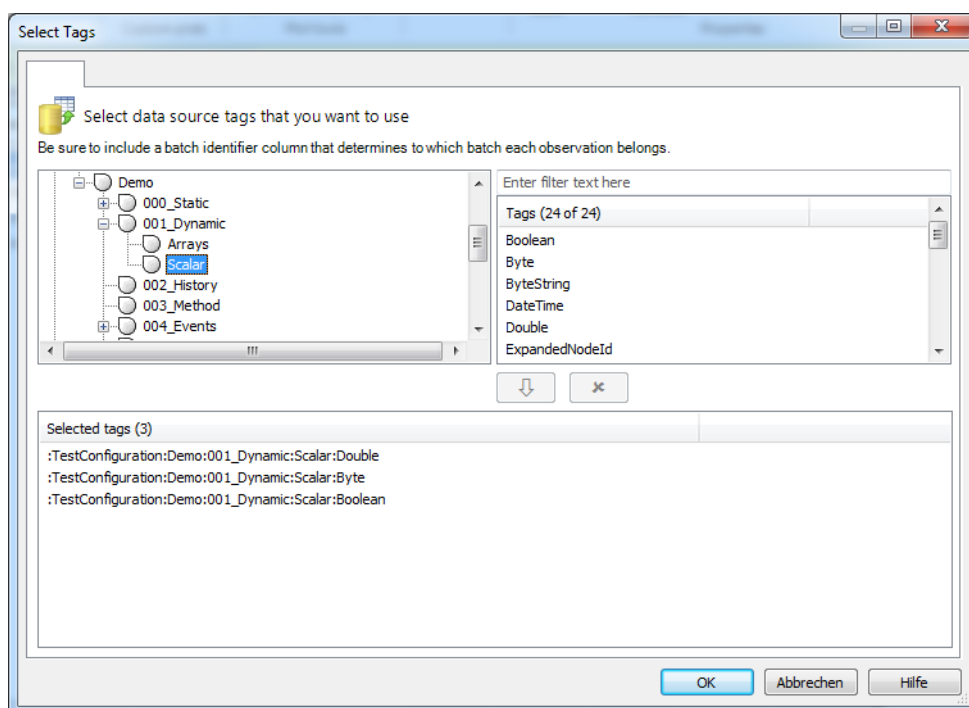 Select Tags
Select data source tags that you want to use
Be sure to include a batch identifier column that determines to which batch each observation belongs.
Demo
000_Static
001_Dynamic
Arrays
Scalar
002_History
003_Method
004_Events
Enter filter text here
Tags (24 of 24)
Boolean
Byte
ByteString
DateTime
Double
ExpandedNodeId
Selected tags (3)
:TestConfiguration:Demo:001_Dynamic:Scalar:Double
:TestConfiguration:Demo:001_Dynamic:Scalar:Byte
:TestConfiguration:Demo:001_Dynamic:Scalar:Boolean
OK
Abbrechen
Hilfe